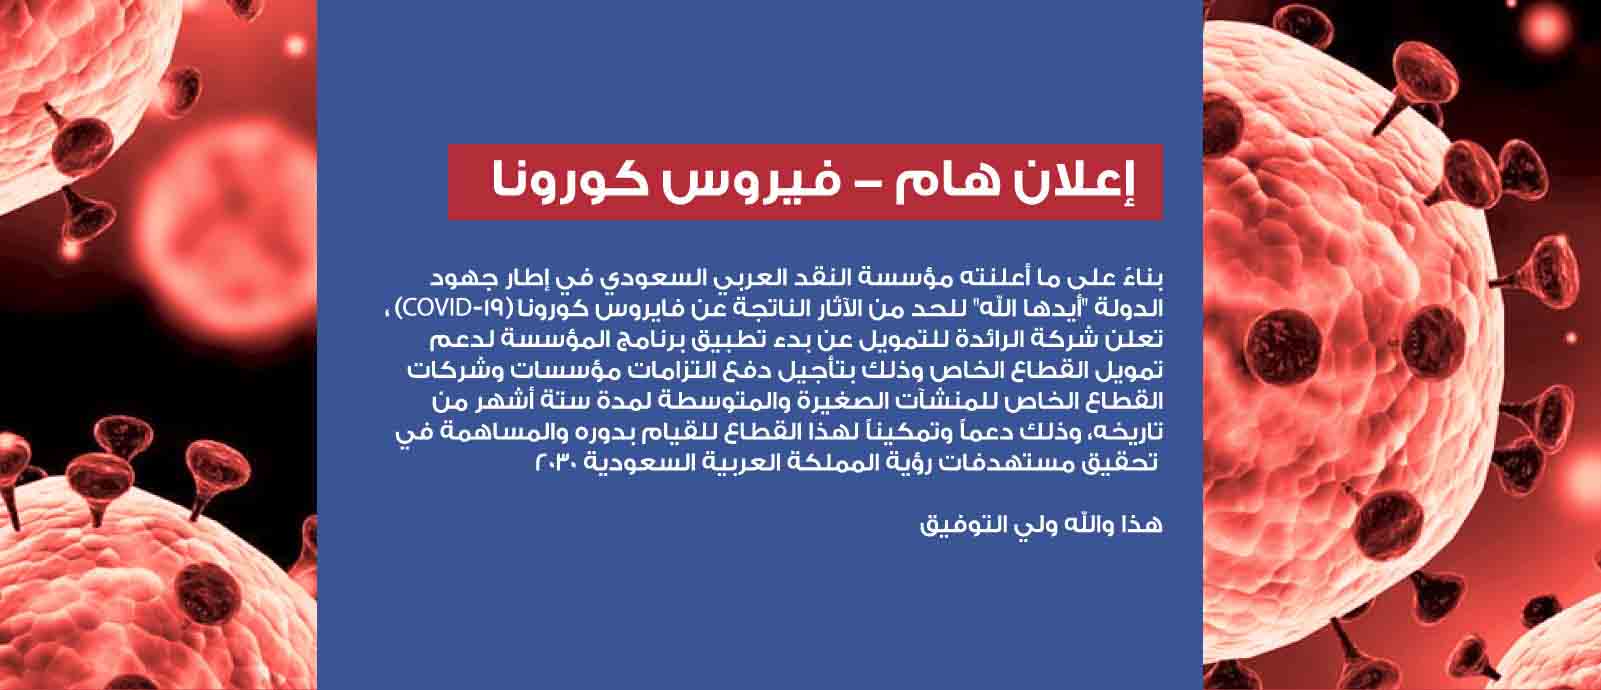 إعلان هام - فيروس كورونا
بناءً على ما أعلنته مؤسسة النقد العربي السعودي في إطار جهود
الدولة "أيدها الله" للحد من الآثار الناتجة عن فايروس كورونا (COVID-١٩) ،
تعلن شركة الرائدة للتمويل عن بدء تطبيق برنامج المؤسسة لدعم
تمويل القطاع الخاص وذلك بتأجيل دفع التزامات مؤسسات وشركات
القطاع الخاص للمنشآت الصغيرة والمتوسطة لمدة ستة أشهر من
تاريخه، وذلك دعماً وتمكيناً لهذا القطاع للقيام بدوره والمساهمة في
تحقيق مستهدفات رؤية المملكة العربية السعودية ٢٠٣٠
هذا والله ولي التوفيق